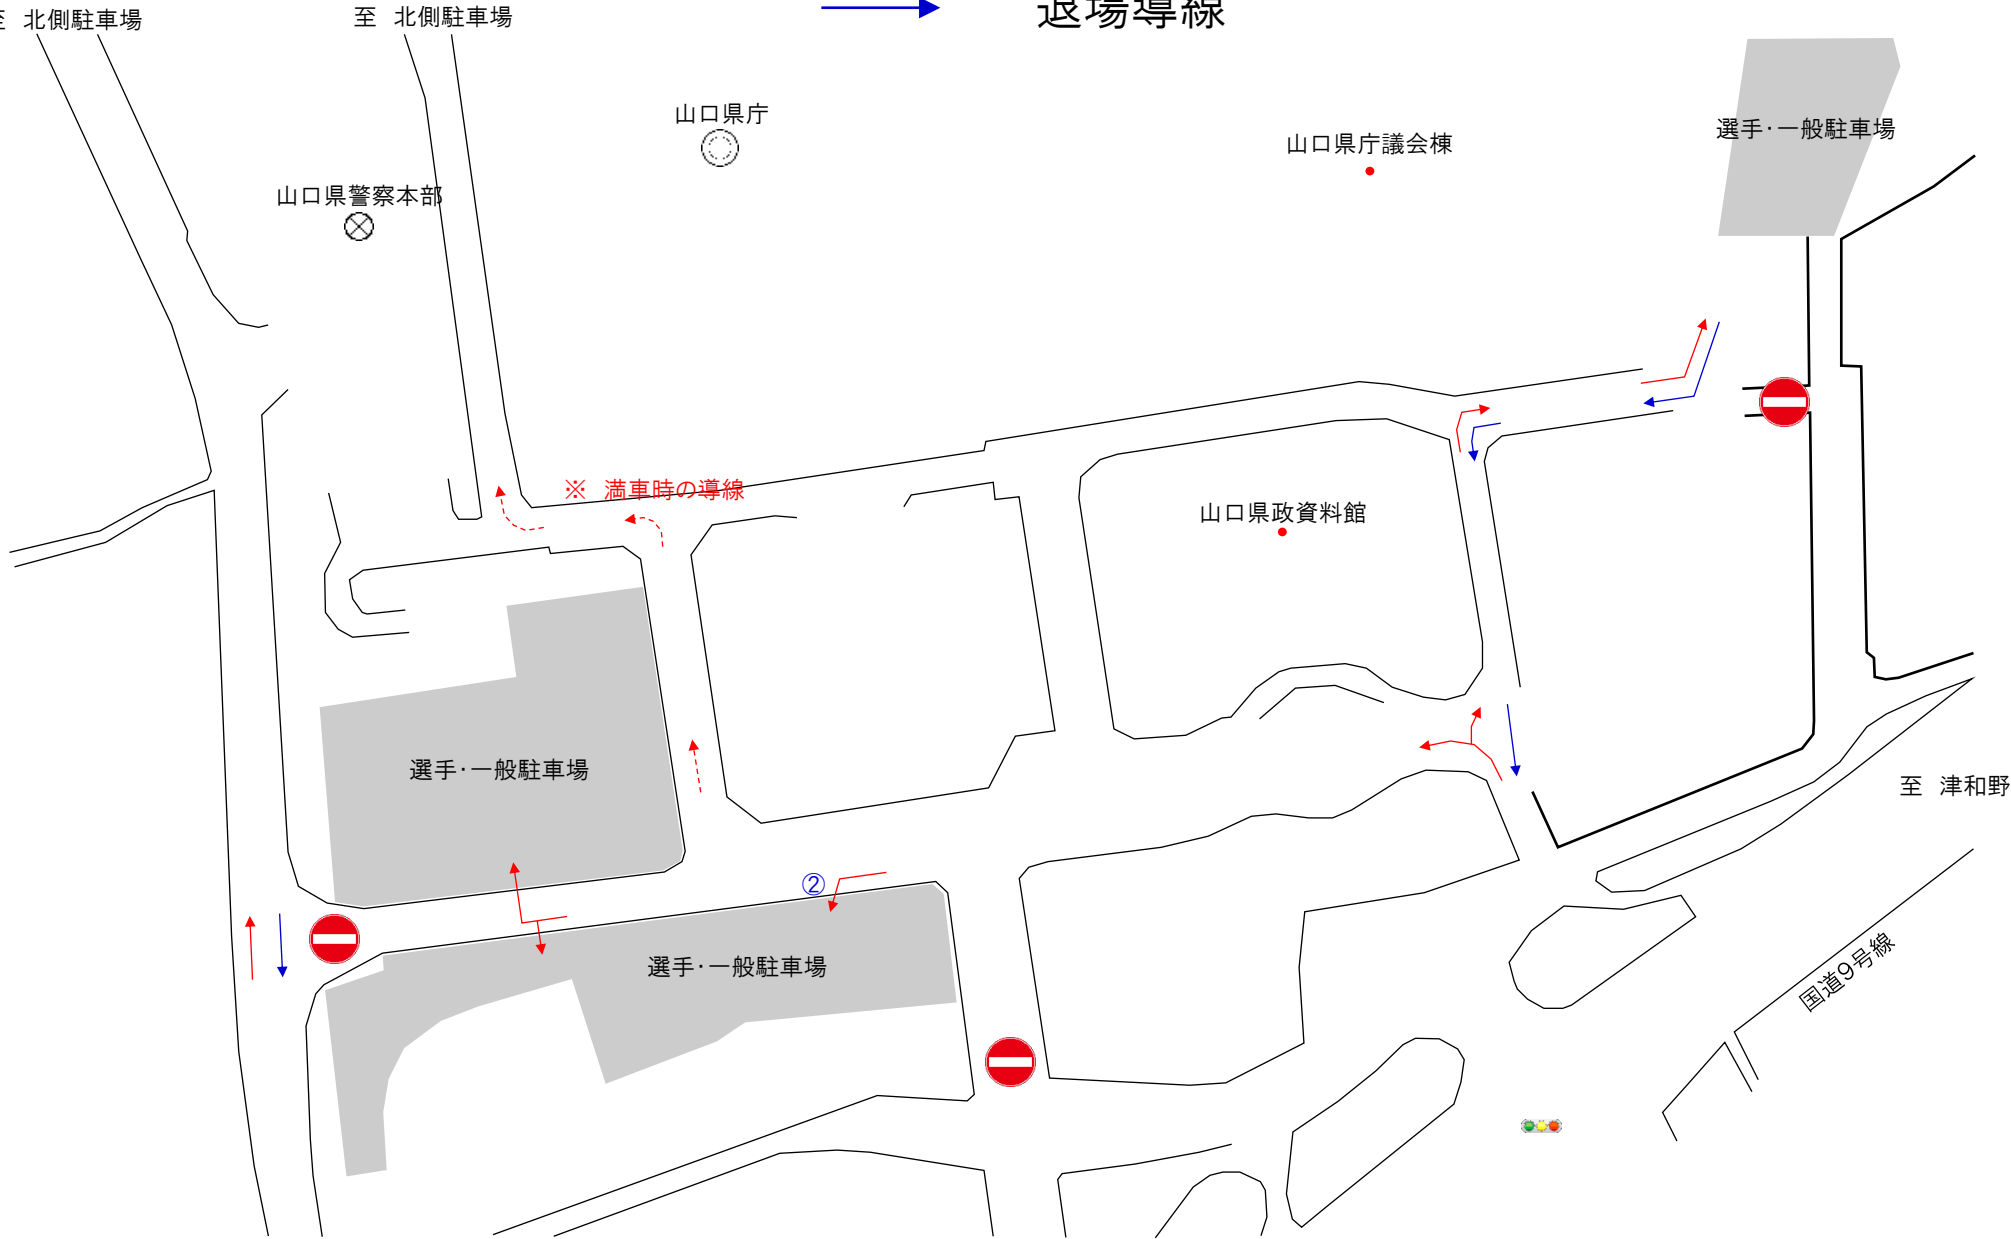 至 北側駐車場
至 北側駐車場
退場導線
山口県庁
山口県庁議会棟
選手・一般駐車場
山口県警察本部
※ 満車時の導線
山口県政資料館
選手・一般駐車場
至 津和野
②
選手・一般駐車場
国道9号線